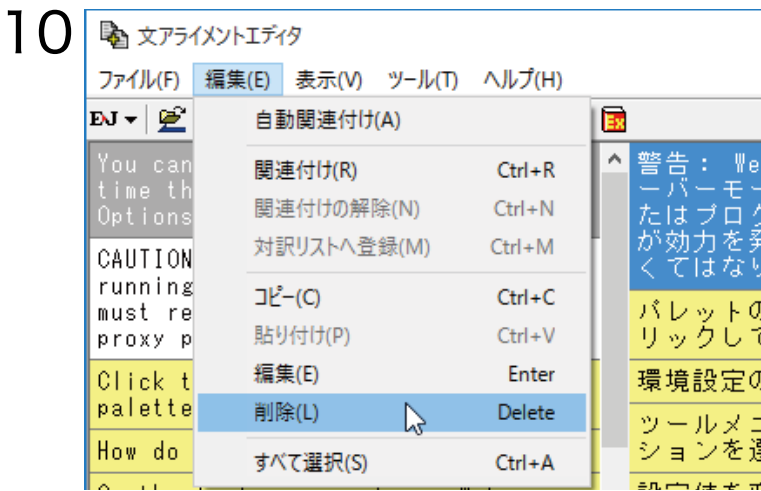 10
文アライメントエディタ
ファイル(F) 編集(E) 表示(V) ツール(T) ヘルプ(H)
EJ
自動関連付け(A)
関連付け(R) Ctrl+R
関連付けの解除(N) Ctrl+N
対訳リストへ登録(M) Ctrl+M
コピー(C) Ctrl+C
貼り付け(P) Ctrl+V
編集(E) Enter
削除(L) Delete
すべて選択(S) Ctrl+A
You can
time th
Options
CAUTION
running
must re
proxy p
Click t
palette
How do
Ex
警告： We
ーバーモー
たはプログ
が効力を発
くてはなり
パレットの
リックして
環境設定の
ツールメニ
ションを選
設定値を変